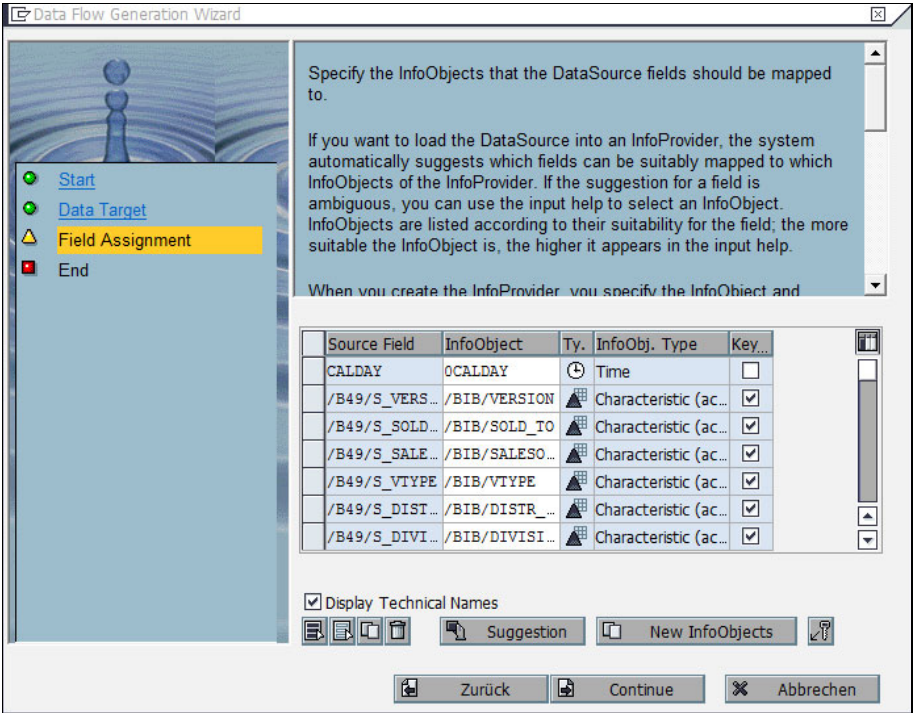 Data Flow Generation Wizard
Start
Data Target
Field Assignment
End
Specify the InfoObjects that the DataSource fields should be mapped
to.
If you want to load the DataSource into an InfoProvider, the system
automatically suggests which fields can be suitably mapped to which
InfoObjects of the InfoProvider. If the suggestion for a field is
ambiguous, you can use the input help to select an InfoObject.
InfoObjects are listed according to their suitability for the field; the more
suitable the InfoObject is, the higher it appears in the input help.
When you create the InfoProvider, you specify the InfoObject and
Source Field InfoObject Ty. InfoObj. Type Key...
CALDAY 0CALDAY Time
/B49/S_VERS... /BIB/VERSION Characteristic (ac...
/B49/S_SOLD... /BIB/SOLD_TO Characteristic (ac...
/B49/S_SALE... /BIB/SALESO... Characteristic (ac...
/B49/S_VTYPE /BIB/VTYPE Characteristic (ac...
/B49/S_DIST... /BIB/DISTR_... Characteristic (ac...
/B49/S_DIVI... /BIB/DIVISI... Characteristic (ac...
Display Technical Names
Suggestion New InfoObjects
Zurück Continue Abbrechen